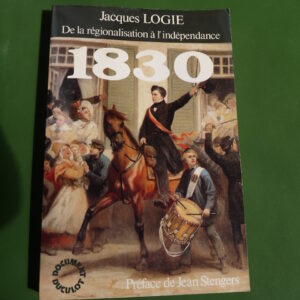 Jacques LOGIE
De la régionalisation à l'indépendance
1830
DOCUMENT
DUCULOT
Préface de Jean Stengers